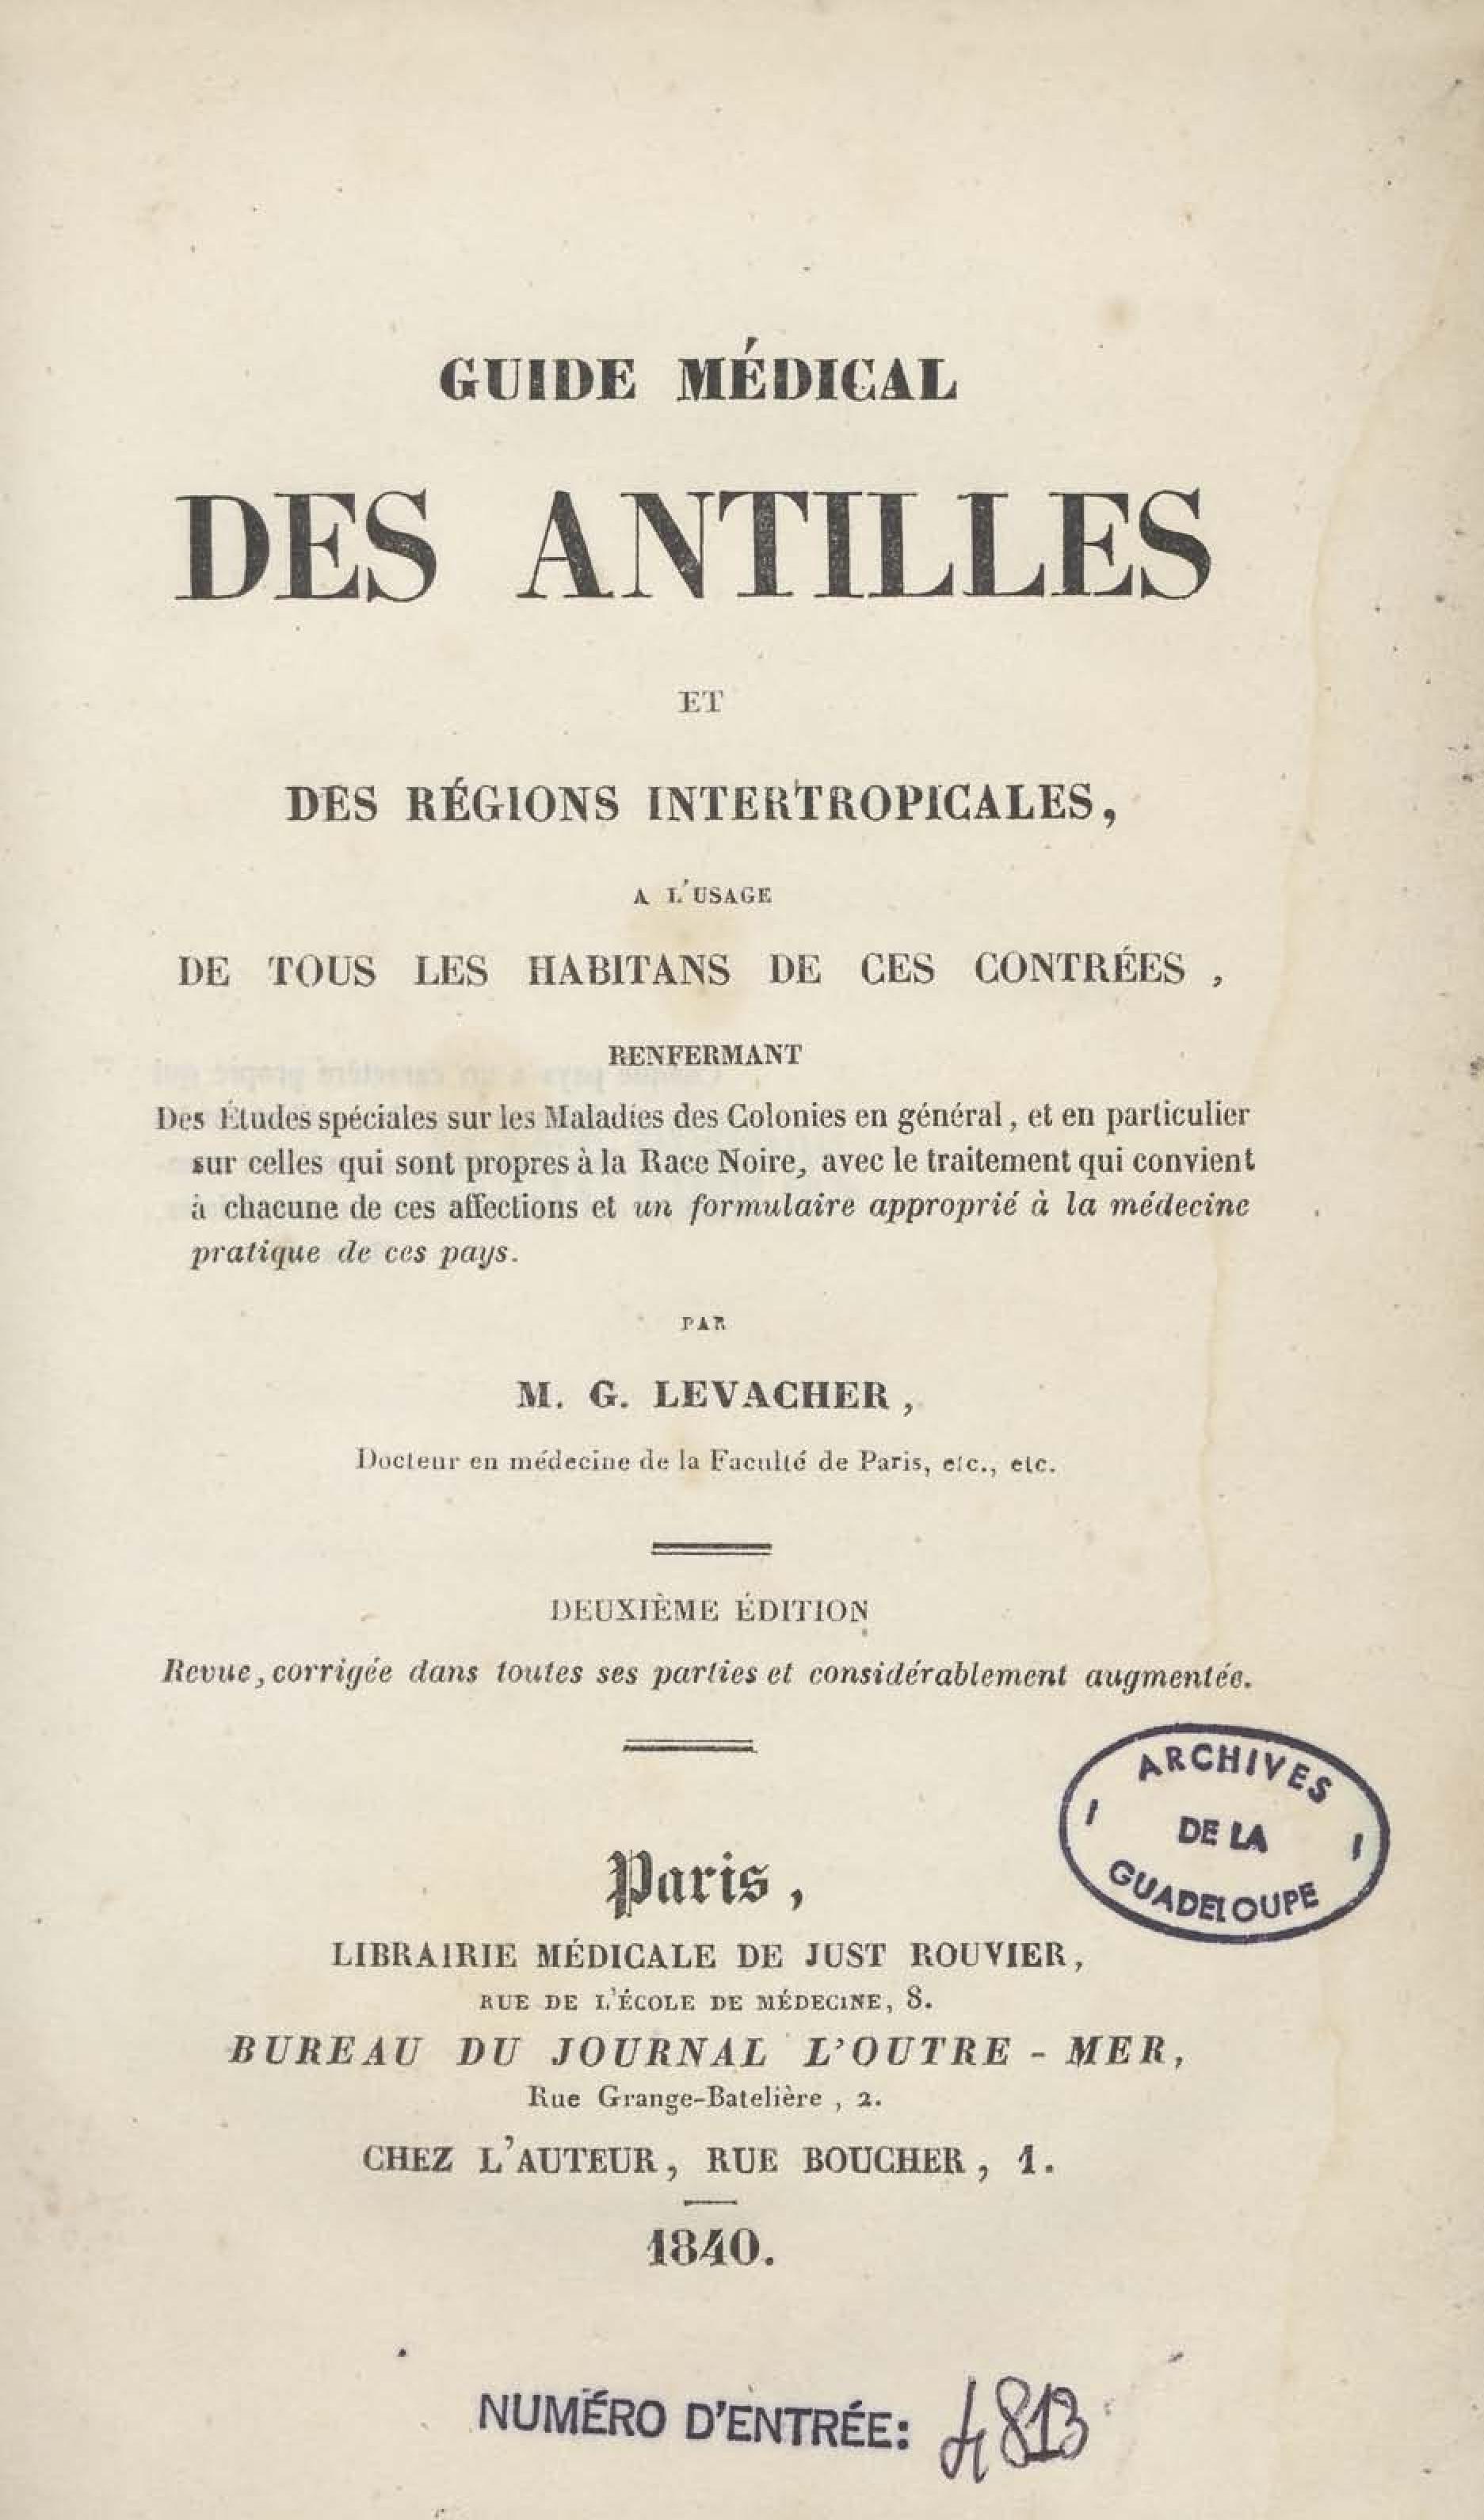 GUIDE MÉDICAL
DES ANTILLES
ET
DES RÉGIONS INTERTROPICALES,
A L'USAGE
DE TOUS LES HABITANS DE CES CONTRÉES,
RENFERMANT
Des Études spéciales sur les Maladies des Colonies en général, et en particulier
sur celles qui sont propres à la Race Noire, avec le traitement qui convient
à chacune de ces affections et un formulaire approprié à la médecine
pratique de ces pays.
PAR
M. G. LEVACHER,
Docteur en médecine de la Faculté de Paris, etc., etc.
DEUXIÈME ÉDITION
Revue, corrigée dans toutes ses parties et considérablement augmentée.
ARCHIVES
DE LA
GUADELOUPE
Paris,
LIBRAIRIE MÉDICALE DE JUST ROUVIER,
RUE DE L'ÉCOLE DE MÉDECINE, 8.
BUREAU DU JOURNAL L'OUTRE-MER,
Rue Grange-Batelière, 2.
CHEZ L'AUTEUR, RUE BOUCHER, 1.
1840.
NUMÉRO D'ENTRÉE: 4813